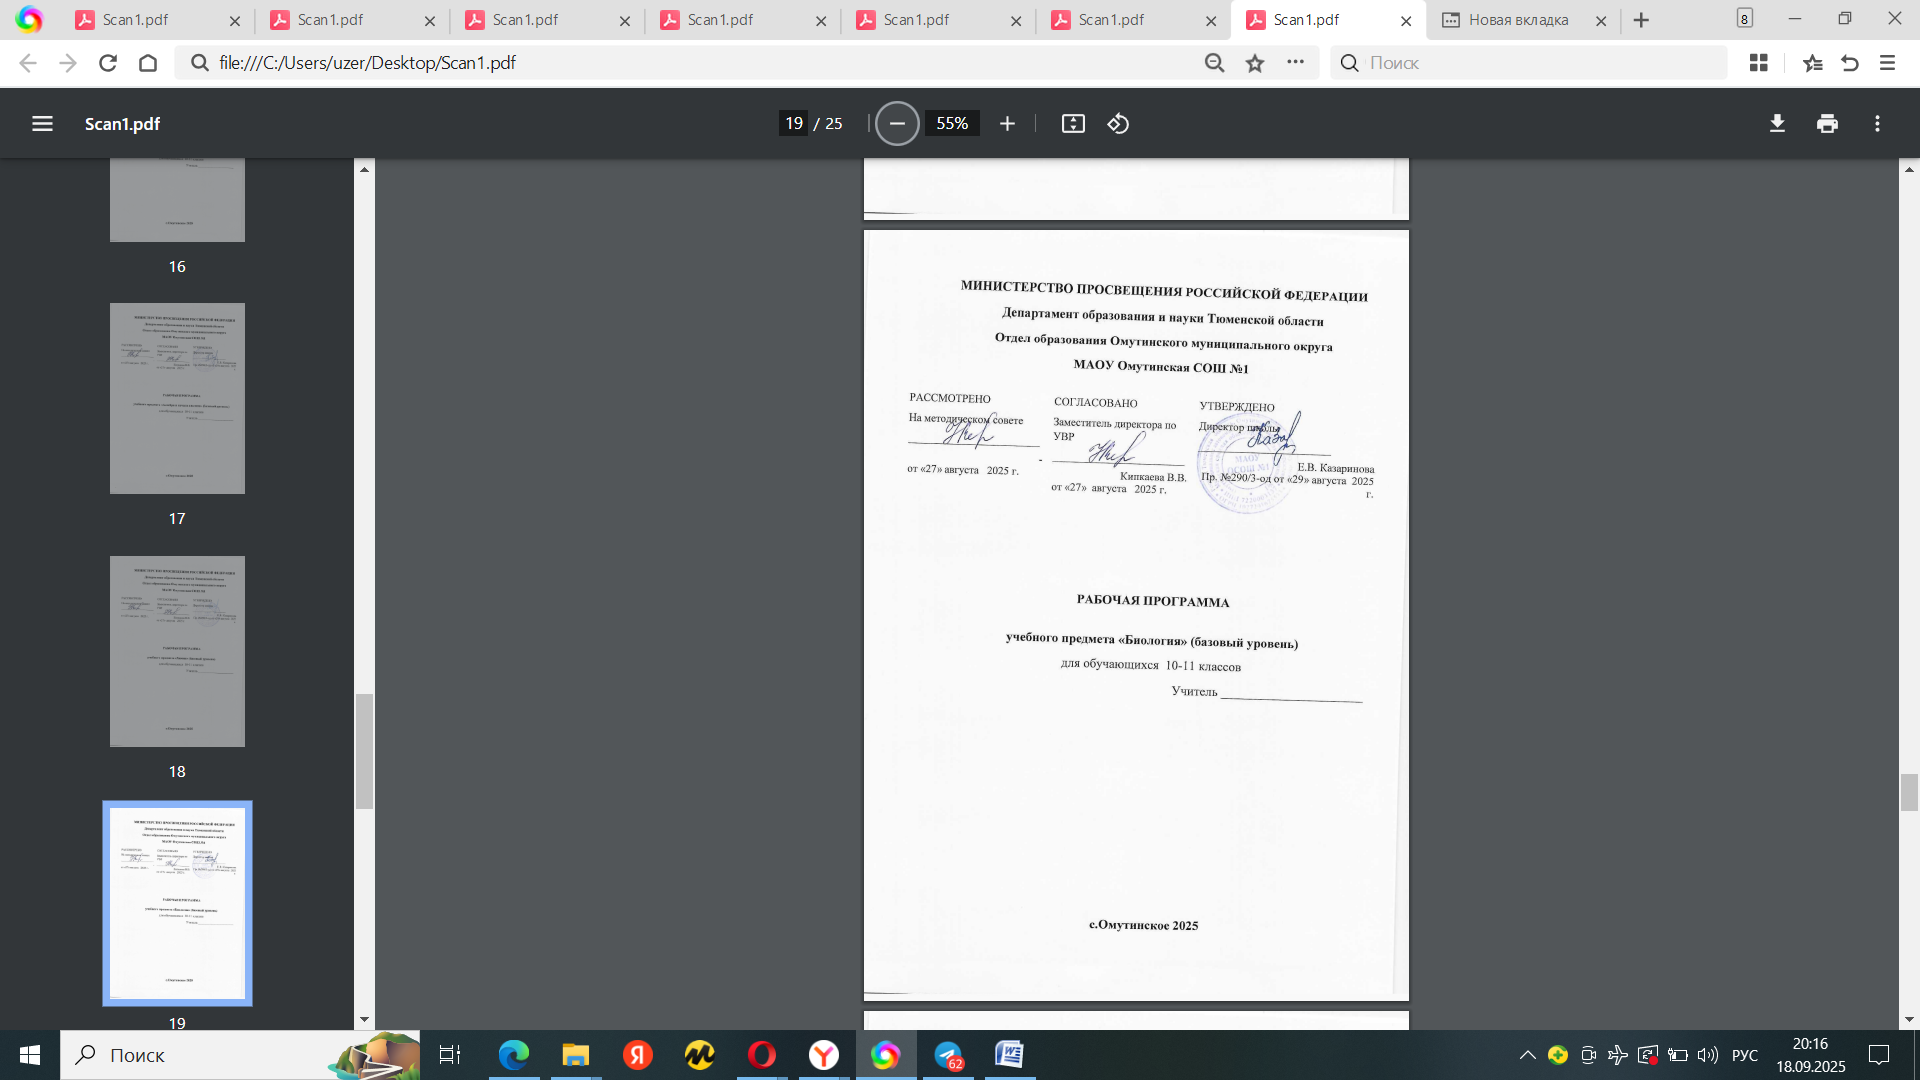 Scan1.pdf
Scan1.pdf
Scan1.pdf
Scan1.pdf
Scan1.pdf
Scan1.pdf
Scan1.pdf
Новая вкладка
8
file:///C:/Users/uzer/Desktop/Scan1.pdf
Поиск
Scan1.pdf
19 / 25
55%
16
17
18
19
МИНИСТЕРСТВО ПРОСВЕЩЕНИЯ РОССИЙСКОЙ ФЕДЕРАЦИИ
Департамент образования и науки Тюменской области
Отдел образования Омутинского муниципального округа
МАОУ Омутинская СОШ №1
РАССМОТРЕНО
На методическом совете
от «27» августа 2025 г.
СОГЛАСОВАНО
Заместитель директора по
УВР
Кипкаева В.В.
от «27» августа 2025 г.
УТВЕРЖДЕНО
Директор школы
Е.В. Казаринова
Пр. №290/3-од от «29» августа 2025
г.
МАОУ
ОСОШ №1
РАБОЧАЯ ПРОГРАММА
учебного предмета «Биология» (базовый уровень)
для обучающихся 10-11 классов
Учитель
с.Омутинское 2025
Поиск
62
РУС
20:16
18.09.2025